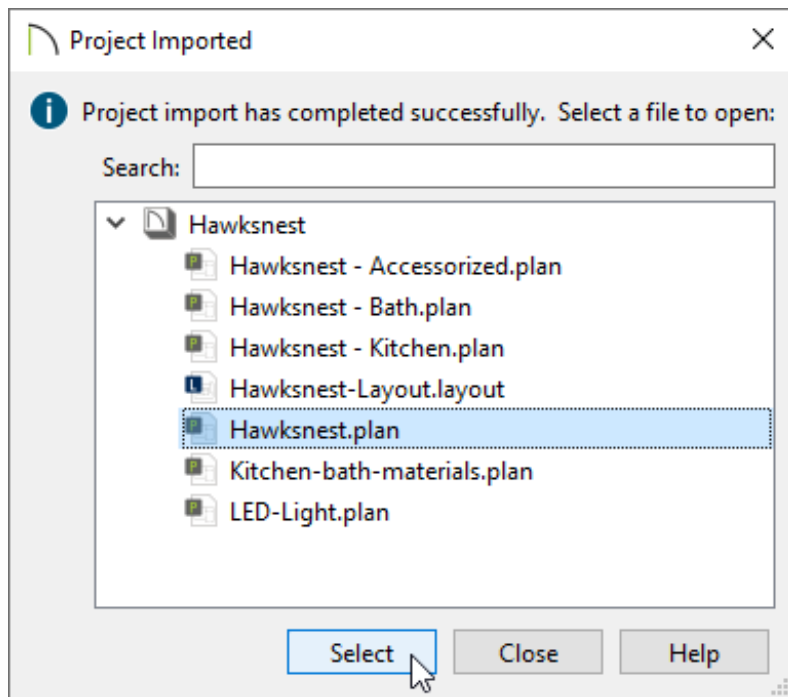 Project Imported
Project import has completed successfully.  Select a file to open:
Search:
Hawksnest
Hawksnest - Accessorized.plan
Hawksnest - Bath.plan
Hawksnest - Kitchen.plan
Hawksnest-Layout.layout
Hawksnest.plan
Kitchen-bath-materials.plan
LED-Light.plan
Select Close Help